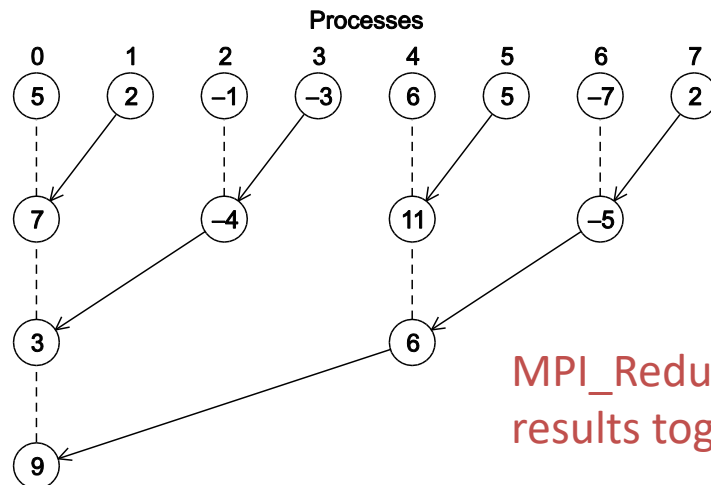 Processes
0 1 2 3 4 5 6 7
5 2 –1 –3 6 5 –7 2
7 –4 11 –5
3 6
MPI_Redu
results tog
9